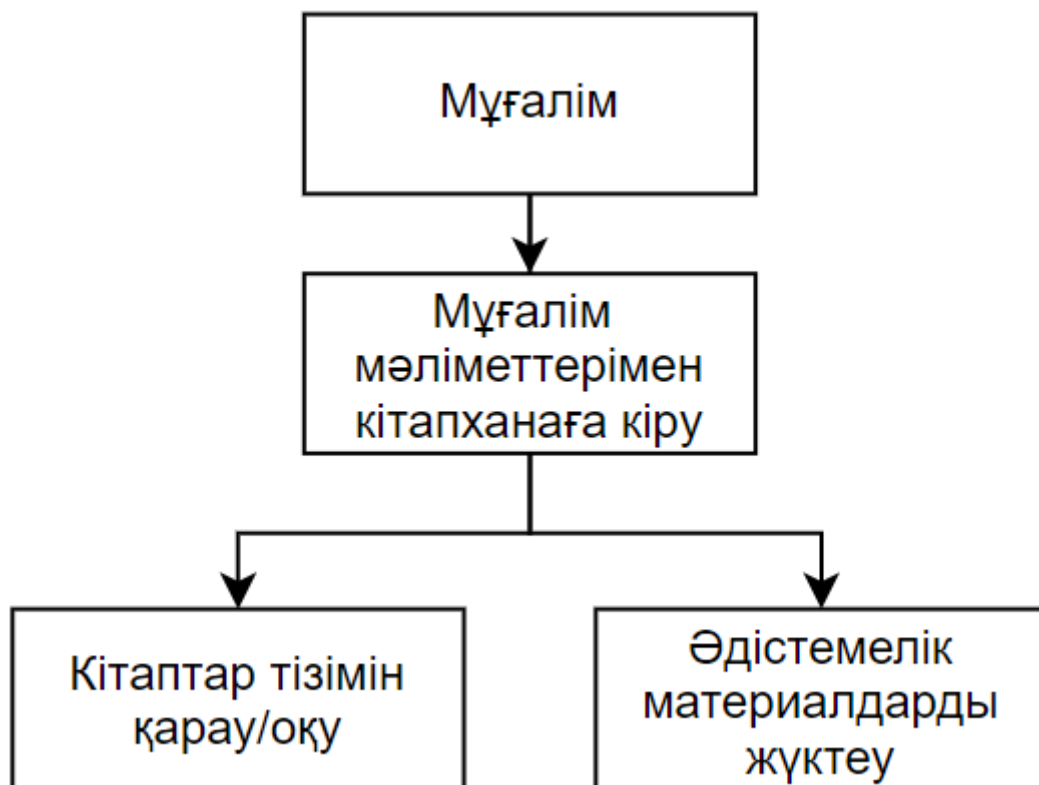 Мұғалім
Мұғалім
мәліметтерімен
кітапханаға кіру
Кітаптар тізімін
қарау/оқу
Әдістемелік
материалдарды
жүктеу